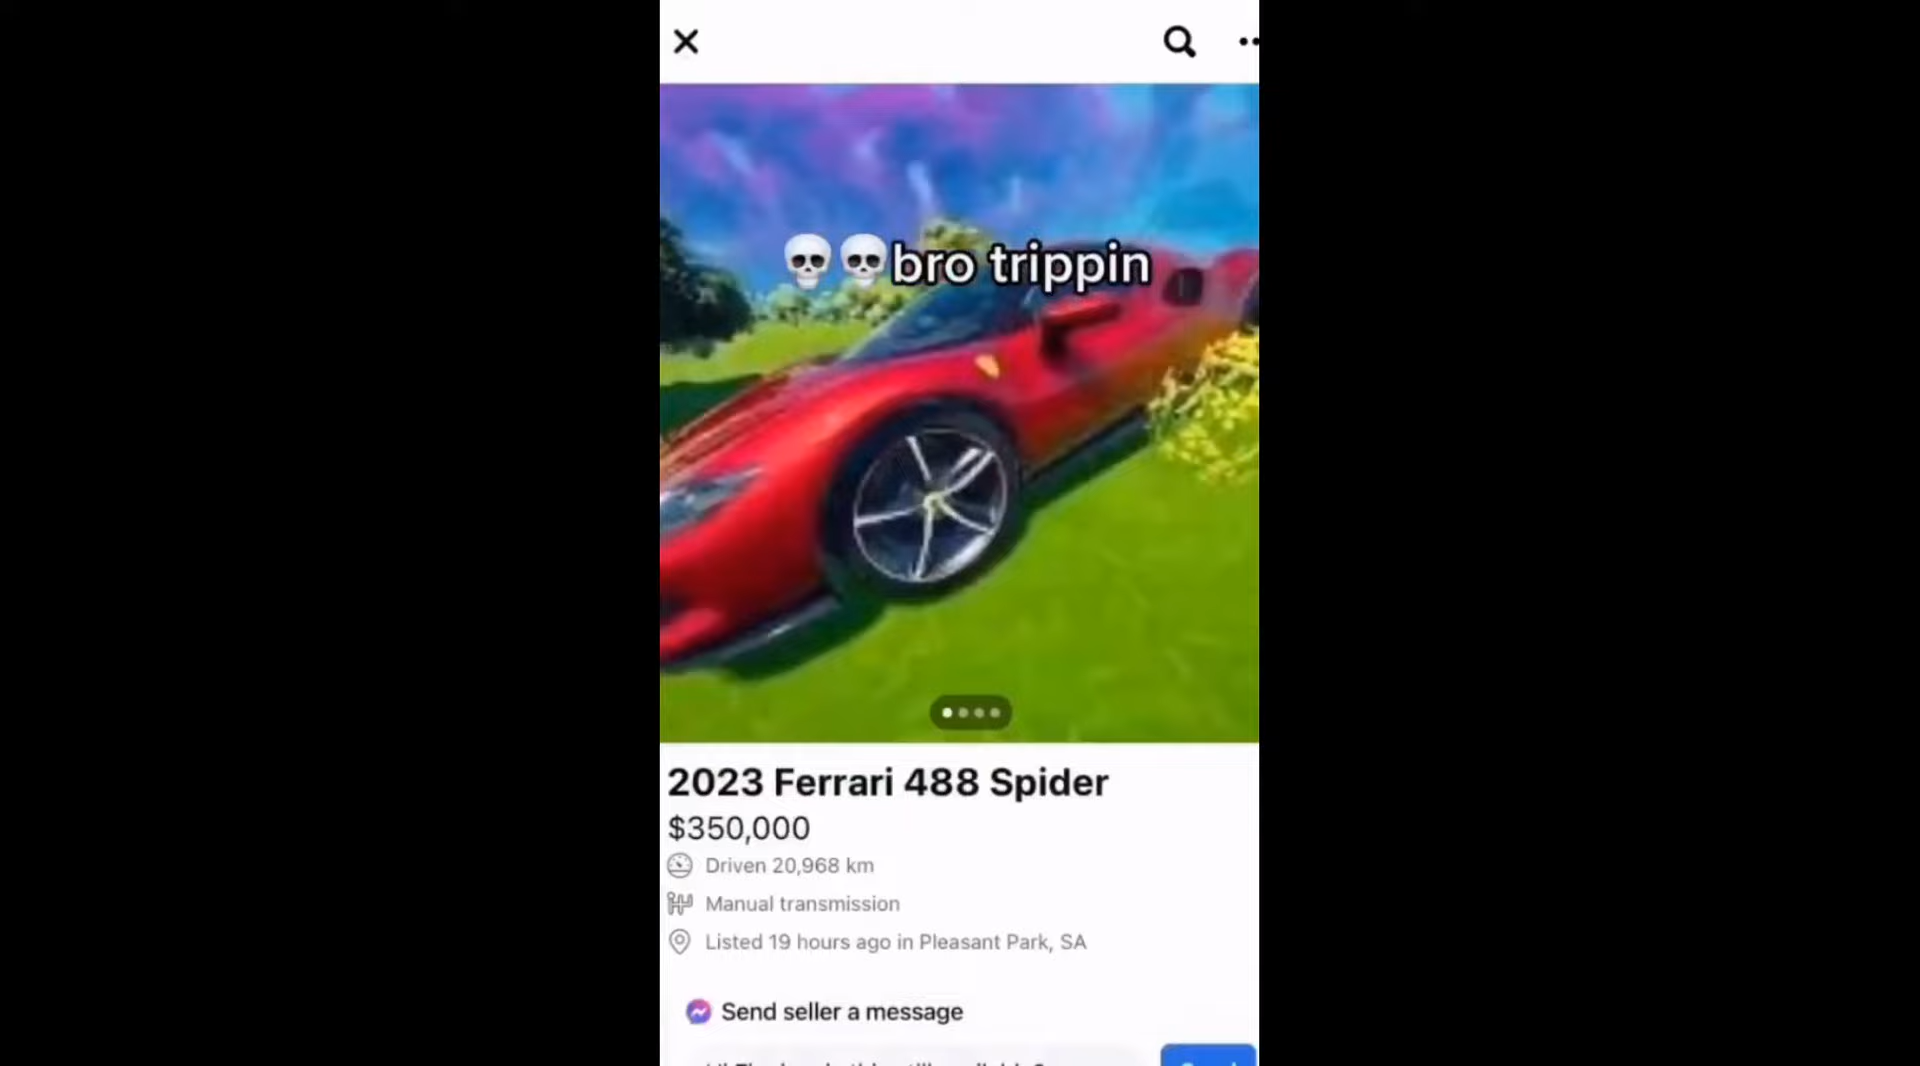 💀💀bro trippin
2023 Ferrari 488 Spider
$350,000
Driven 20,968 km
Manual transmission
Listed 19 hours ago in Pleasant Park, SA
Send seller a message